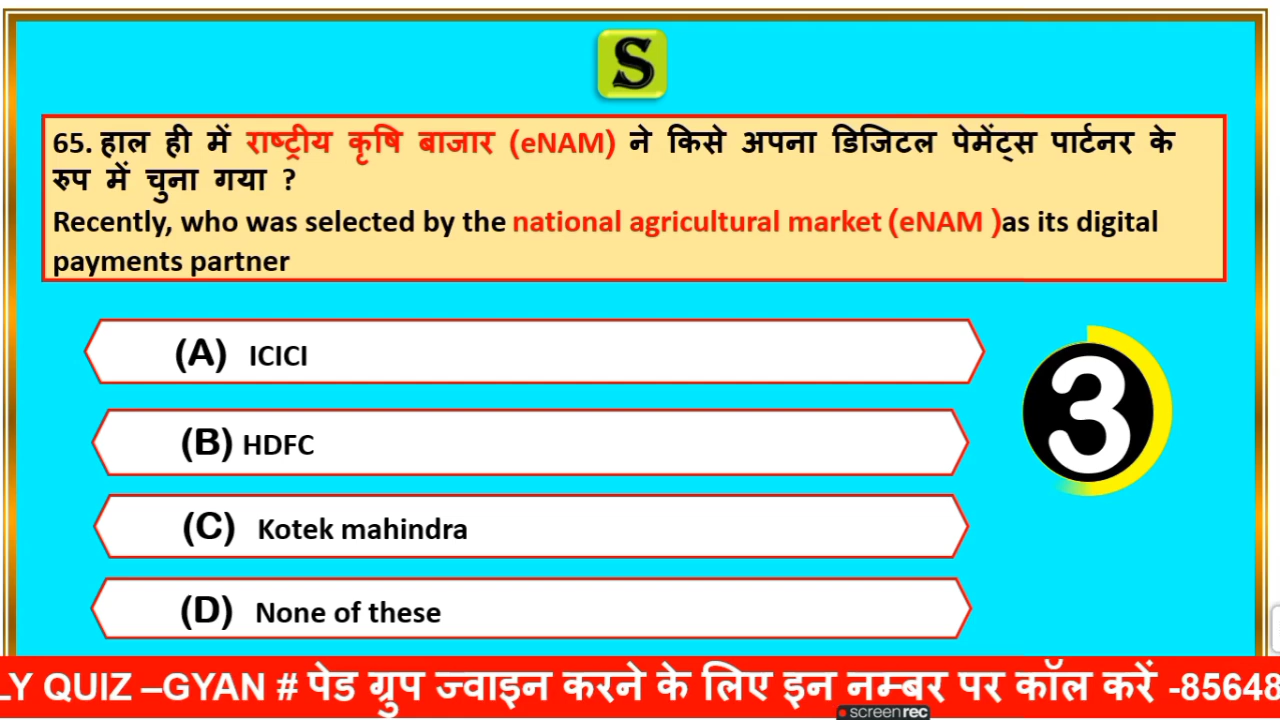 S
65. हाल ही में राष्ट्रीय कृषि बाजार (eNAM) ने किसे अपना डिजिटल पेमेंट्स पार्टनर के
रुप में चुना गया ?
Recently, who was selected by the national agricultural market (eNAM )as its digital
payments partner
(A) ICICI
(B) HDFC
(C) Kotek mahindra
(D) None of these
3
LY QUIZ –GYAN # पेड ग्रुप ज्वाइन करने के लिए इन नम्बर पर कॉल करें -85648
screenrec